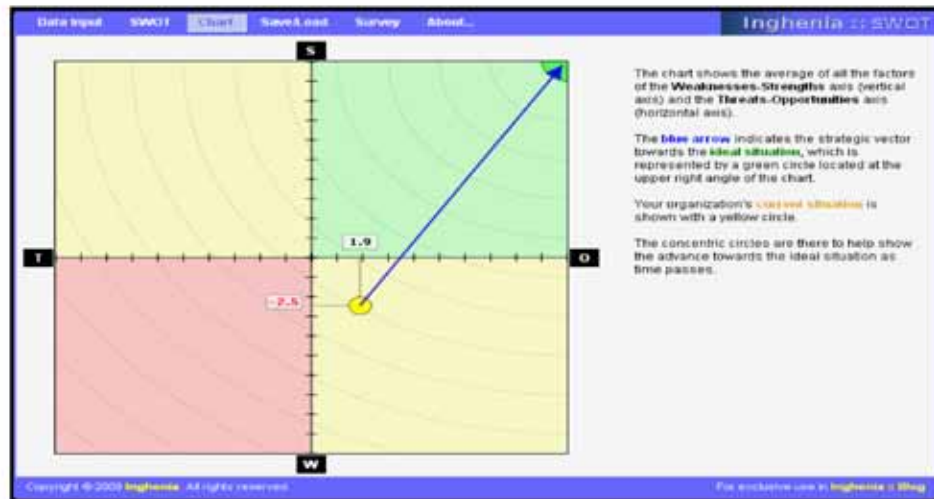 Data Input SWOT Chart Save/Load Survey About...
Inghenia :: SWOT
S
The chart shows the average of all the factors
of the Weaknesses-Strengths axis (vertical
axis) and the Threats-Opportunities axis
(horizontal axis).
The blue arrow indicates the strategic vector
towards the ideal situation, which is
represented by a green circle located at the
upper right angle of the chart.
Your organization's current situation is
shown with a yellow circle.
The concentric circles are there to help show
the advance towards the ideal situation as
time passes.
1.9
T
O
-2.5
W
Copyright © 2009 Inghenia. All rights reserved.
For exclusive use in Inghenia :: Blog